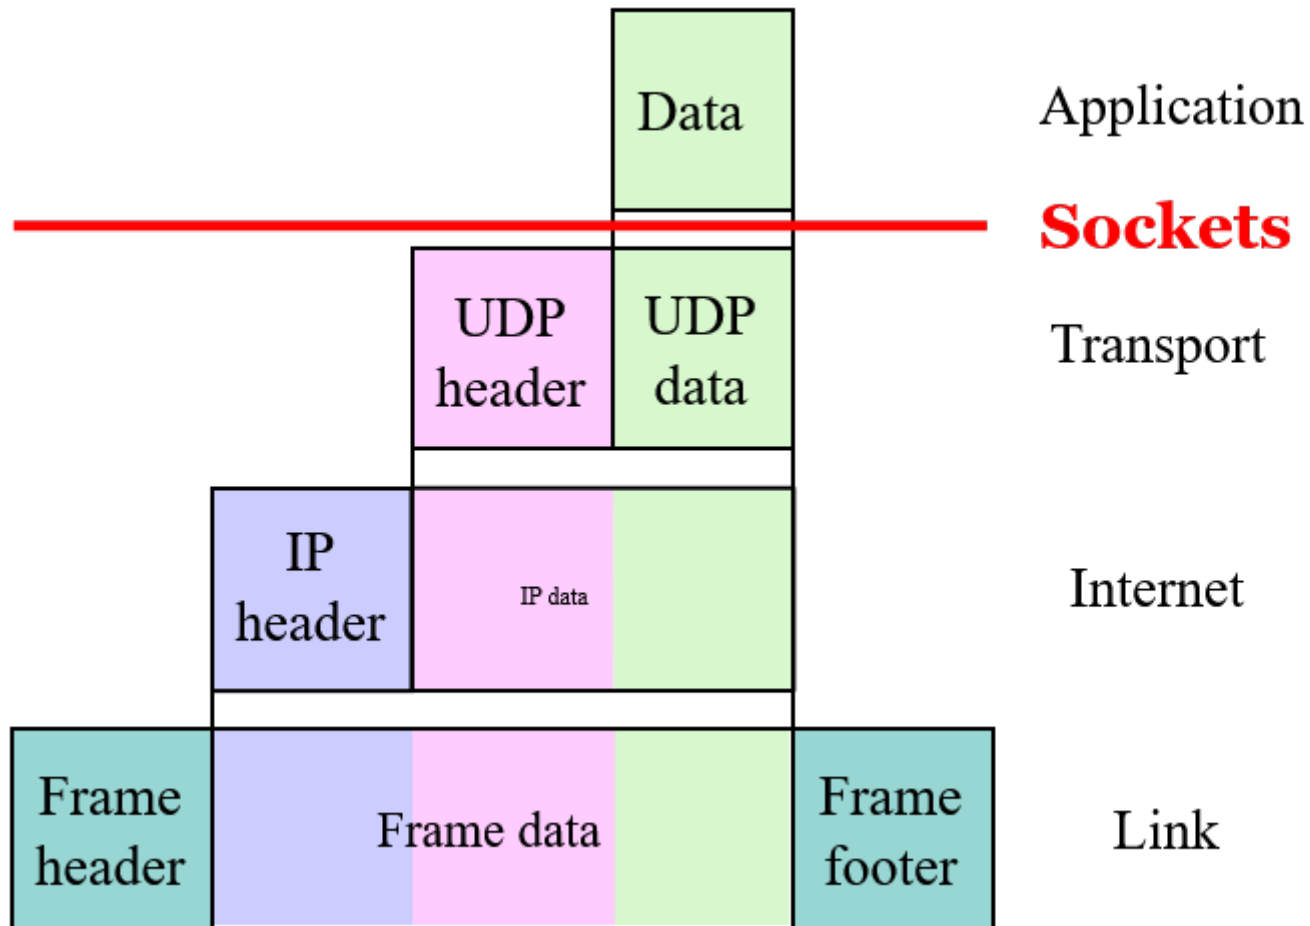 Data
Application
Sockets
UDP
header
UDP
data
Transport
IP
header
IP data
Internet
Frame
header
Frame data
Frame
footer
Link